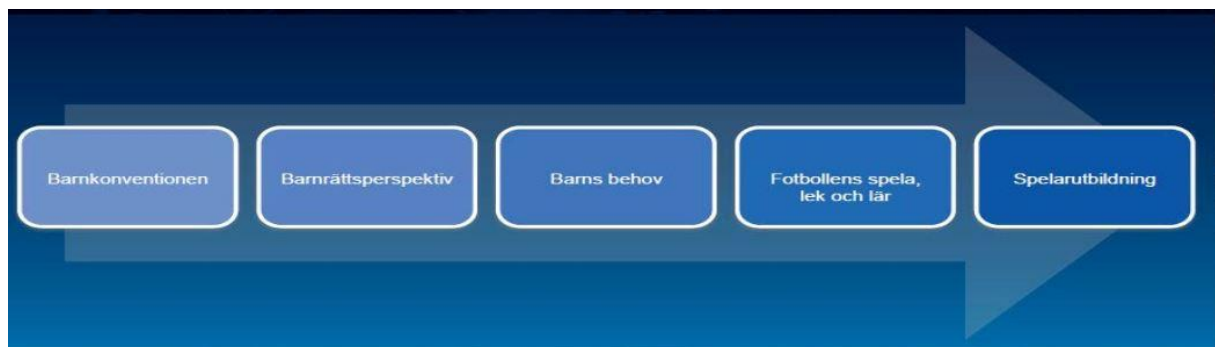 Barnkonventionen
Barnrättsperspektiv
Barns behov
Fotbollens spela,
lek och lär
Spelarutbildning